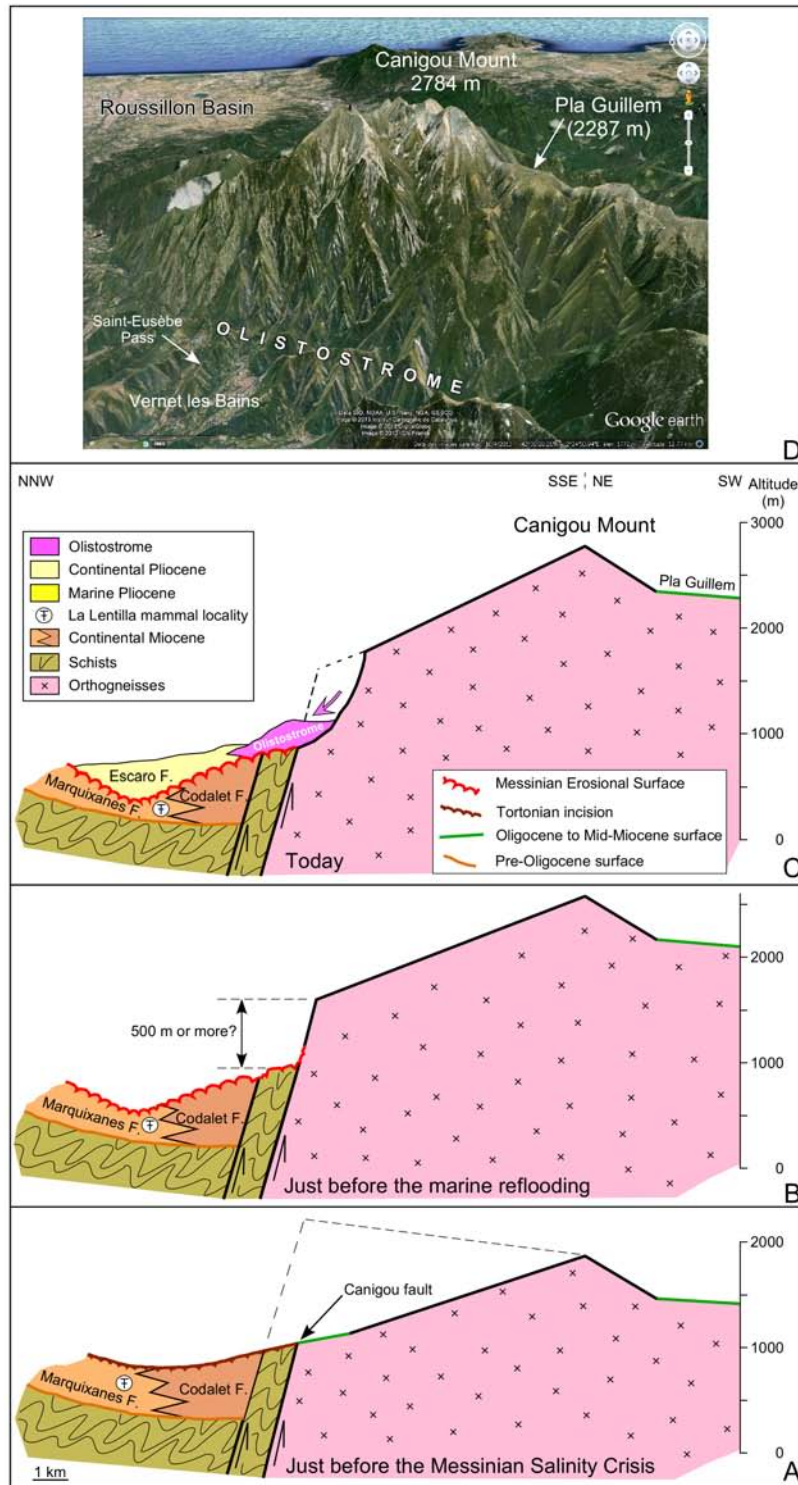 Canigou Mount
2784 m
Roussillon Basin
Pla Guillem
(2287 m)
Saint-Eusèbe
Pass
OLISTOSTROME
Vernet les Bains
Google earth
D
NNW
SSE
NE
SW
Altitude
(m)
Canigou Mount
3000
2000
1000
0
Olistostrome
Continental Pliocene
Marine Pliocene
La Lentilla mammal locality
Continental Miocene
Schists
Orthogneisses
Pla Guillem
Olistostrome
Escaro F.
Marquixanes F.
Codalet F.
Messinian Erosional Surface
Tortonian incision
Oligocene to Mid-Miocene surface
Pre-Oligocene surface
Today
C
2000
1000
0
500 m or more?
Marquixanes F.
Codalet F.
Just before the marine reflooding
B
2000
1000
0
Canigou fault
Marquixanes F.
Codalet F.
Just before the Messinian Salinity Crisis
1 km
A